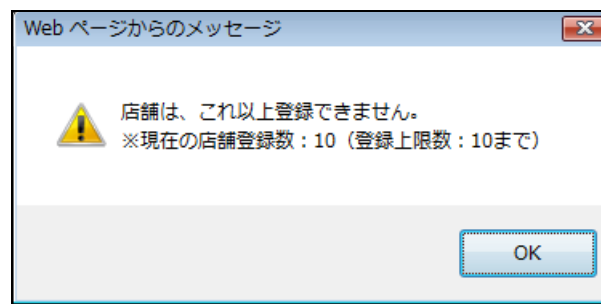 Web ページからのメッセージ
店舗は、これ以上登録できません。
※現在の店舗登録数：10（登録上限数：10まで）
OK